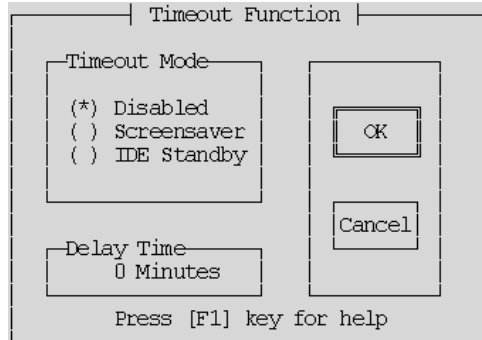 Timeout Function
Timeout Mode
(*) Disabled
( ) Screensaver
( ) IDE Standby
OK
Cancel
Delay Time
0 Minutes
Press [F1] key for help